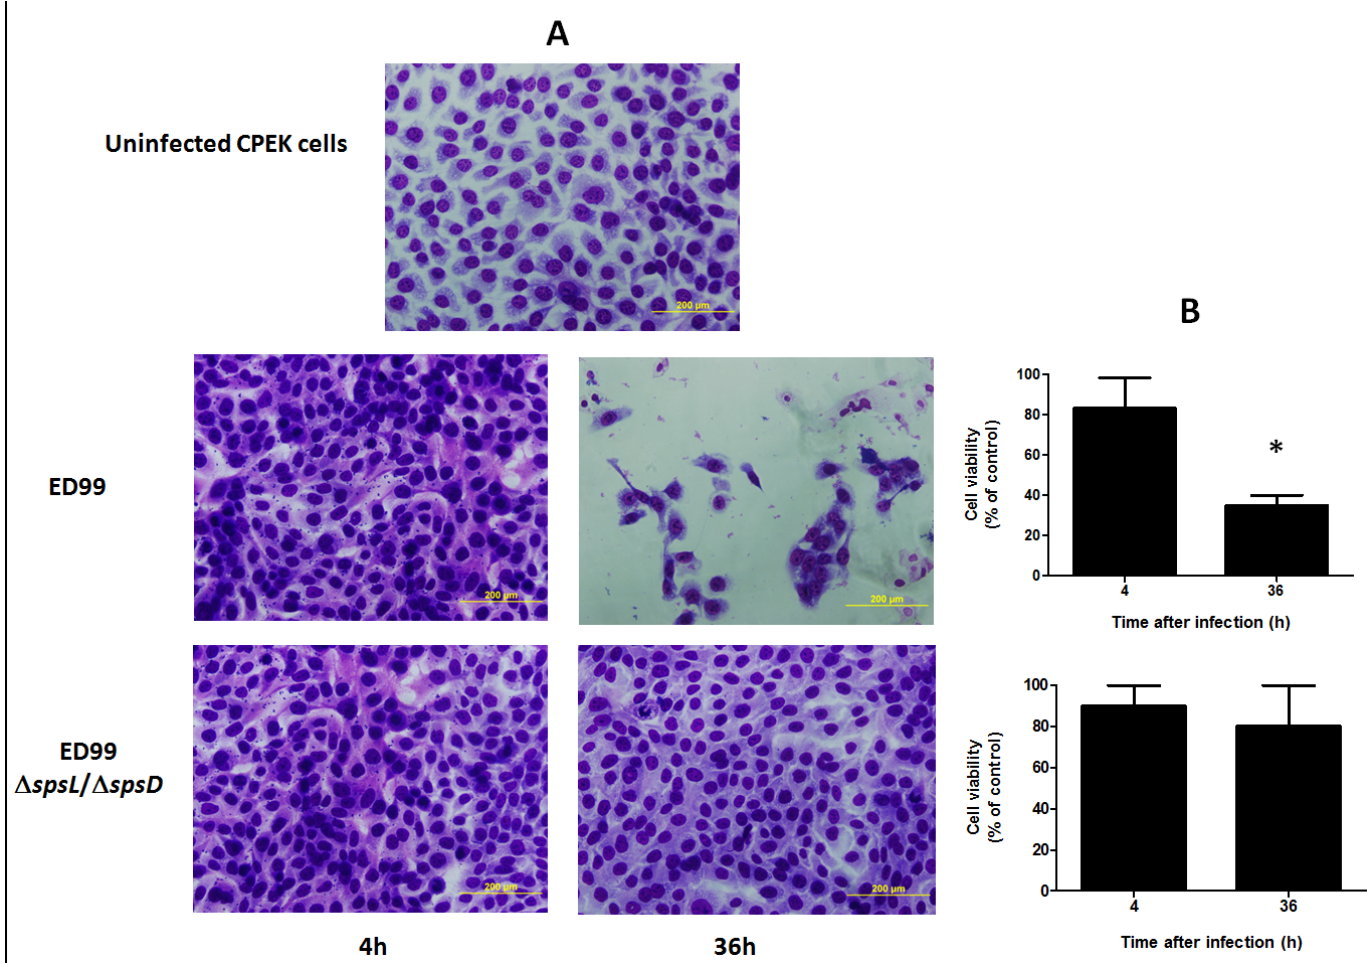 A
Uninfected CPEK cells
200 µm
B
ED99
200 µm
200 µm
100
80
60
40
20
0
Cell viability
(% of control)
*
4
36
Time after infection (h)
ED99
ΔspsL/ΔspsD
200 µm
200 µm
100
80
60
40
20
0
Cell viability
(% of control)
4
36
Time after infection (h)
4h
36h